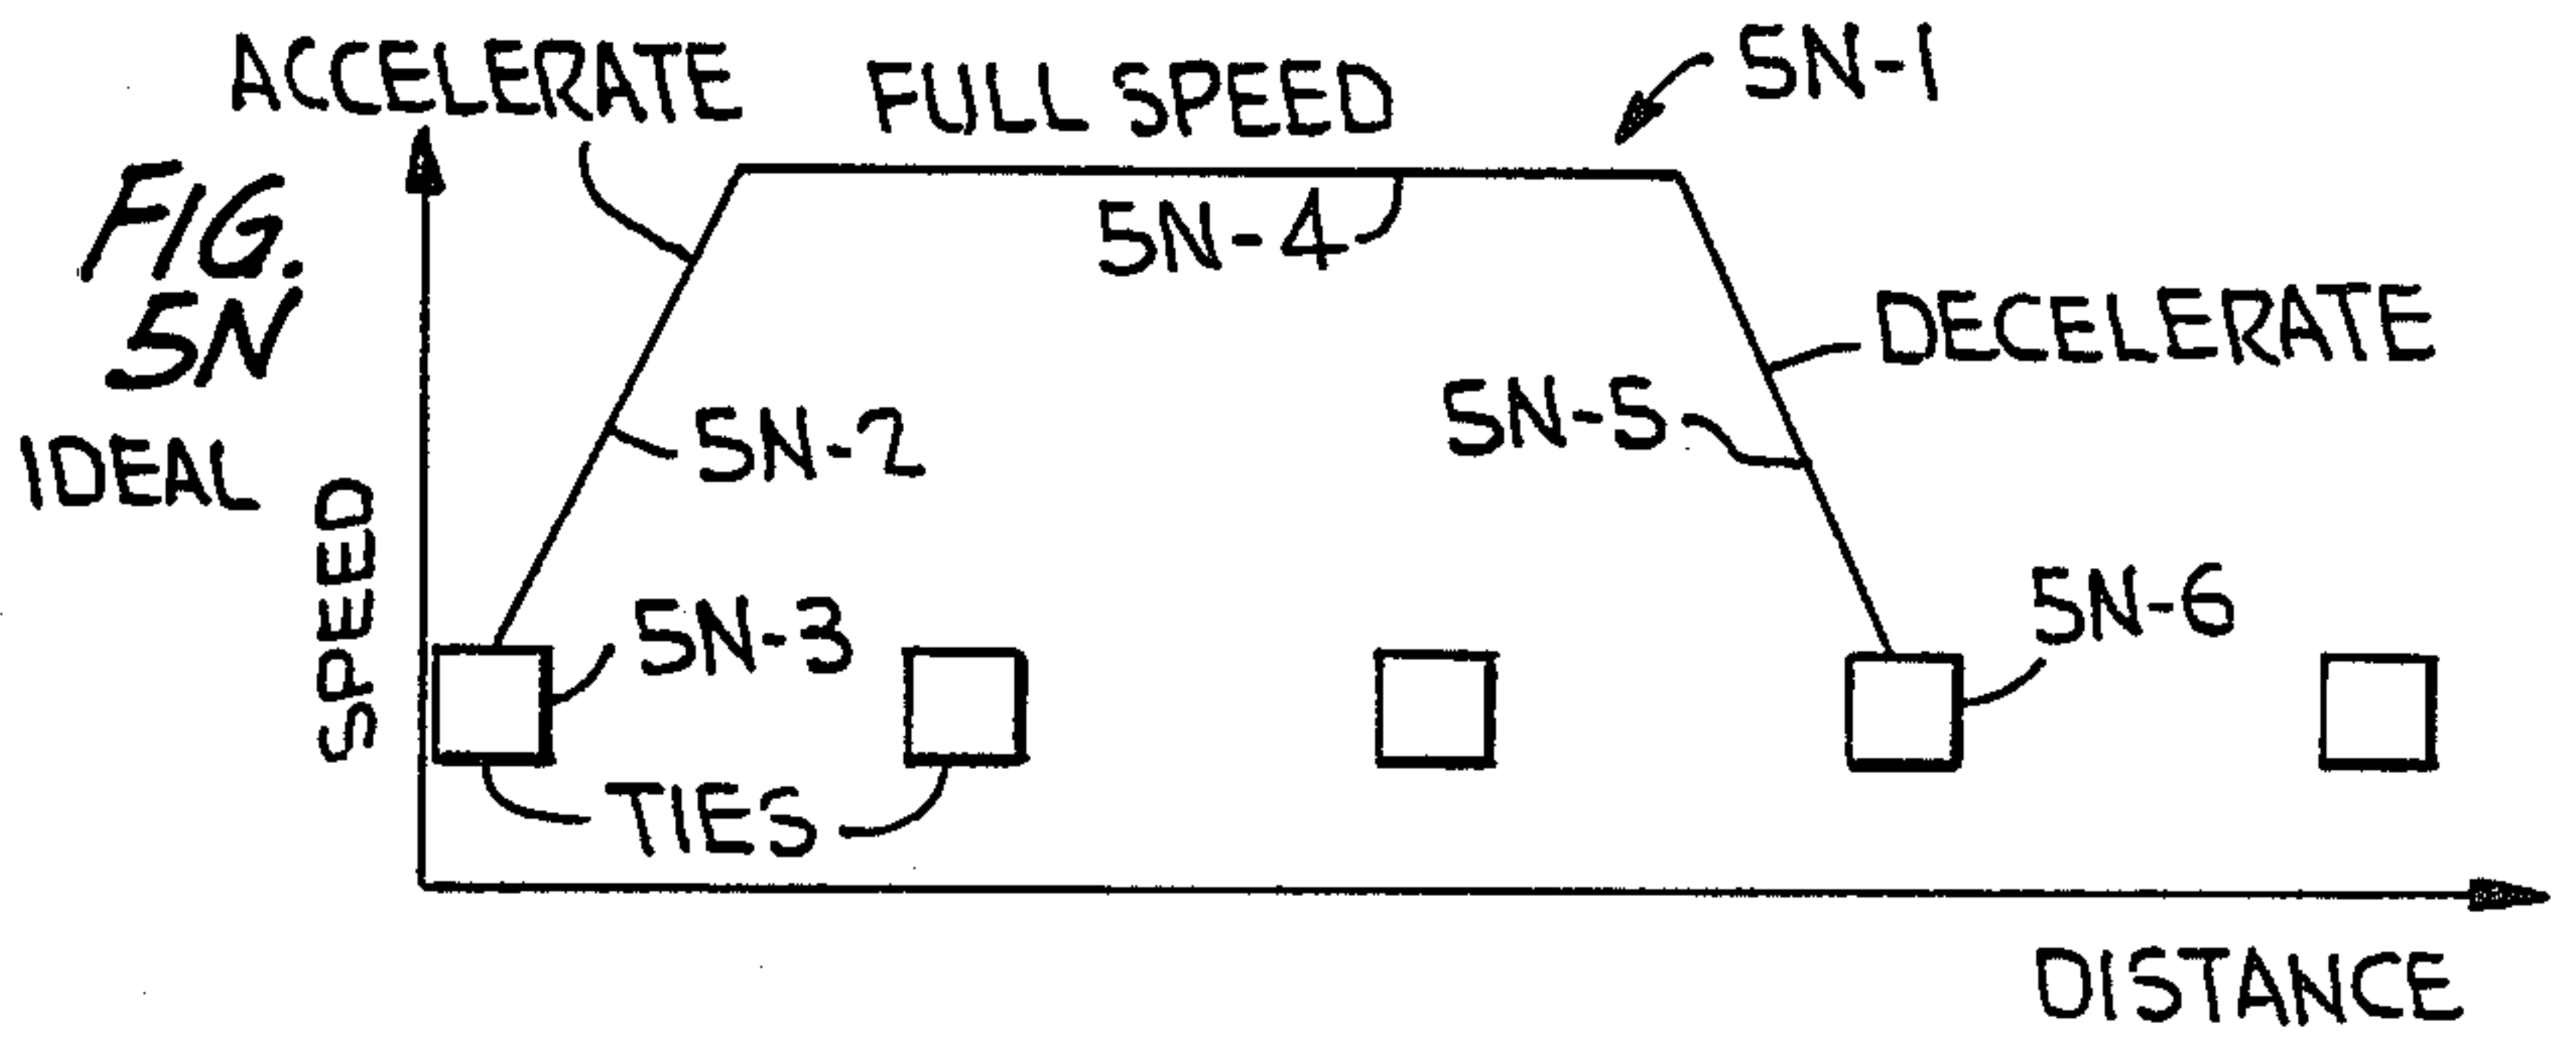 ACCELERATE
FULL SPEED
5N-1
FIG.
5N
IDEAL
5N-4
DECELERATE
5N-2
5N-5
SPEED
5N-3
5N-6
TIES
DISTANCE